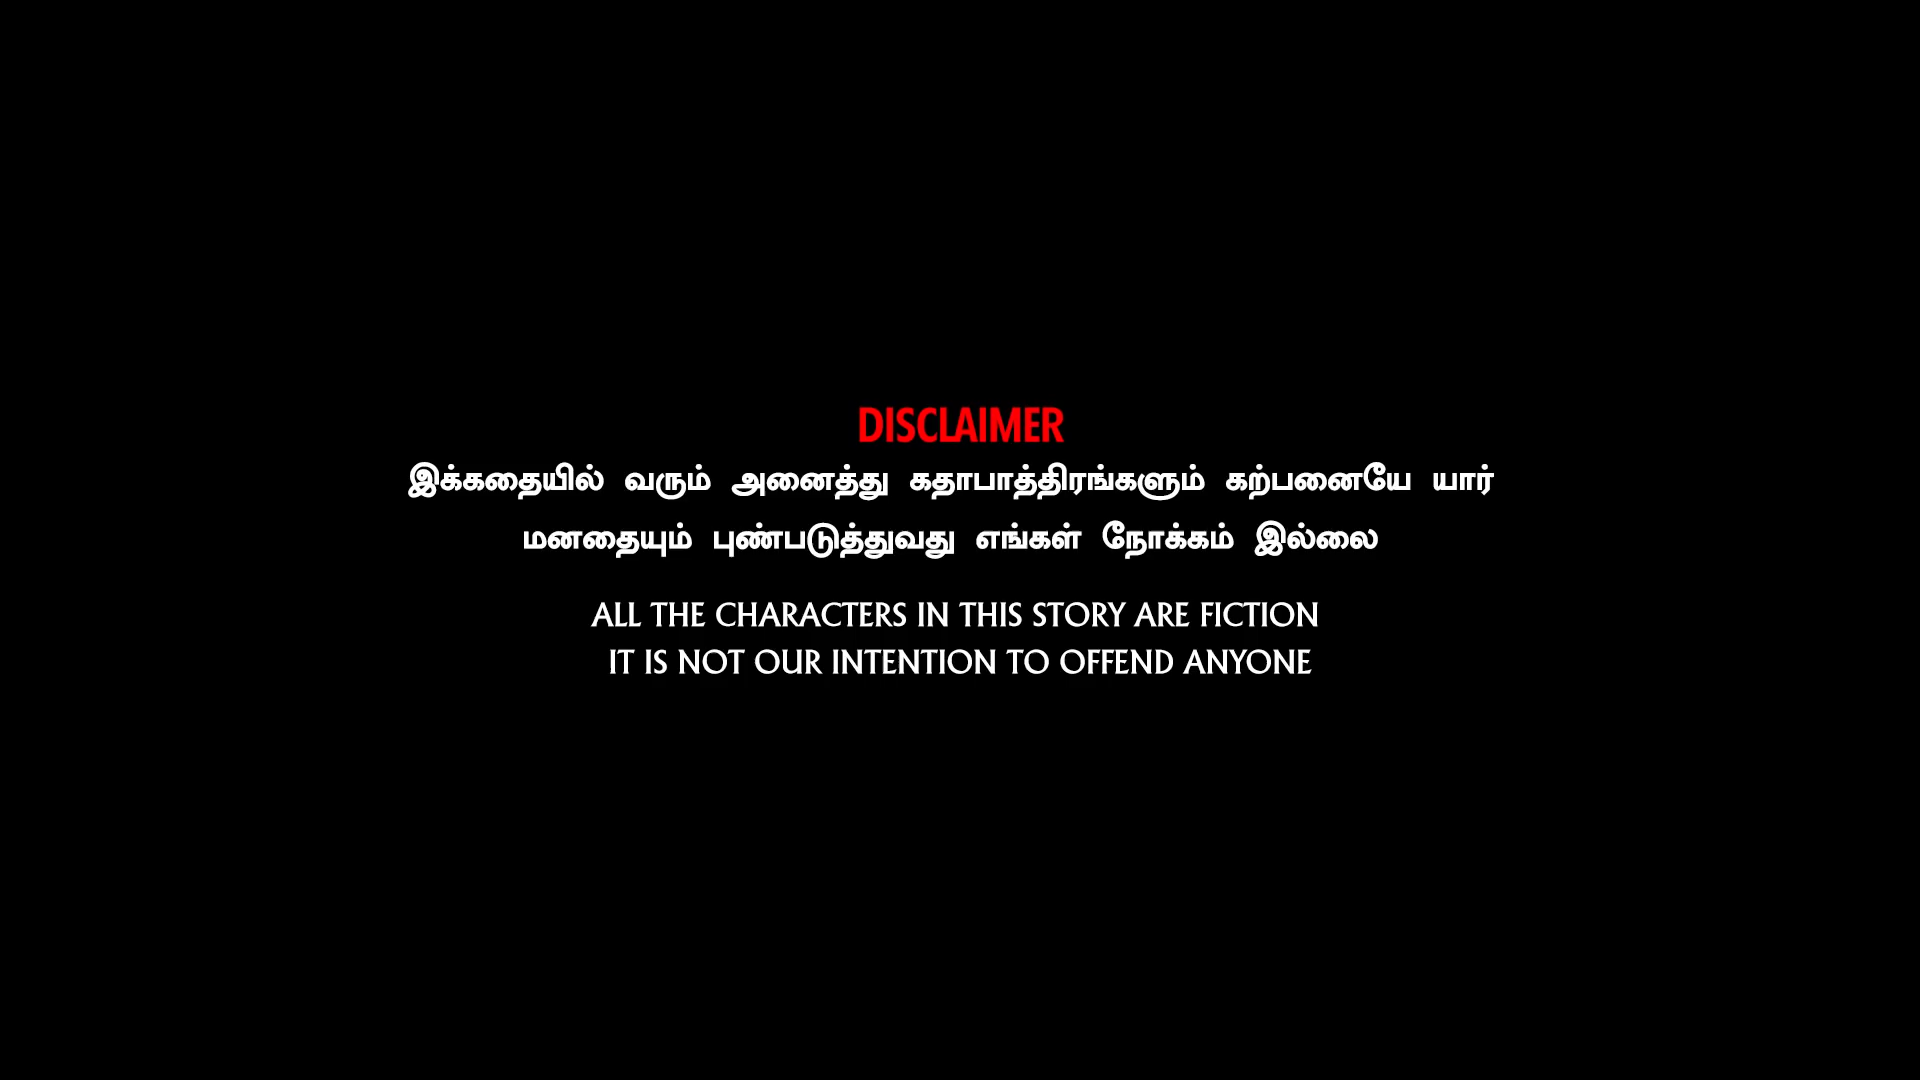 DISCLAIMER
இக்கதையில் வரும் அனைத்து கதாபாத்திரங்களும் கற்பனையே யார்
மனதையும் புண்படுத்துவது எங்கள் நோக்கம் இல்லை
ALL THE CHARACTERS IN THIS STORY ARE FICTION
IT IS NOT OUR INTENTION TO OFFEND ANYONE